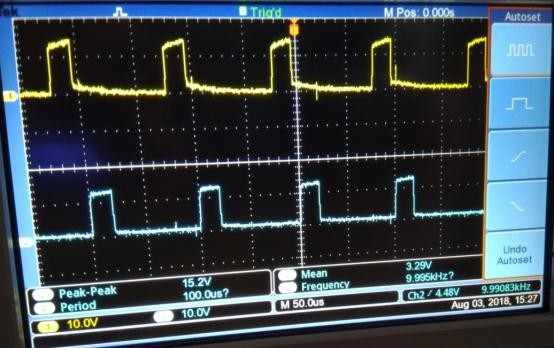 Trig'd M Pos: 0.000s
Autoset
Undo
Autoset
Peak-Peak 15.2V
Period 100.0us?
Mean 3.29V
Frequency 9.995kHz?
1 10.0V 10.0V
M 50.0us
Ch2 / 4.48V 9.99083kHz
Aug 03, 2018, 15:27